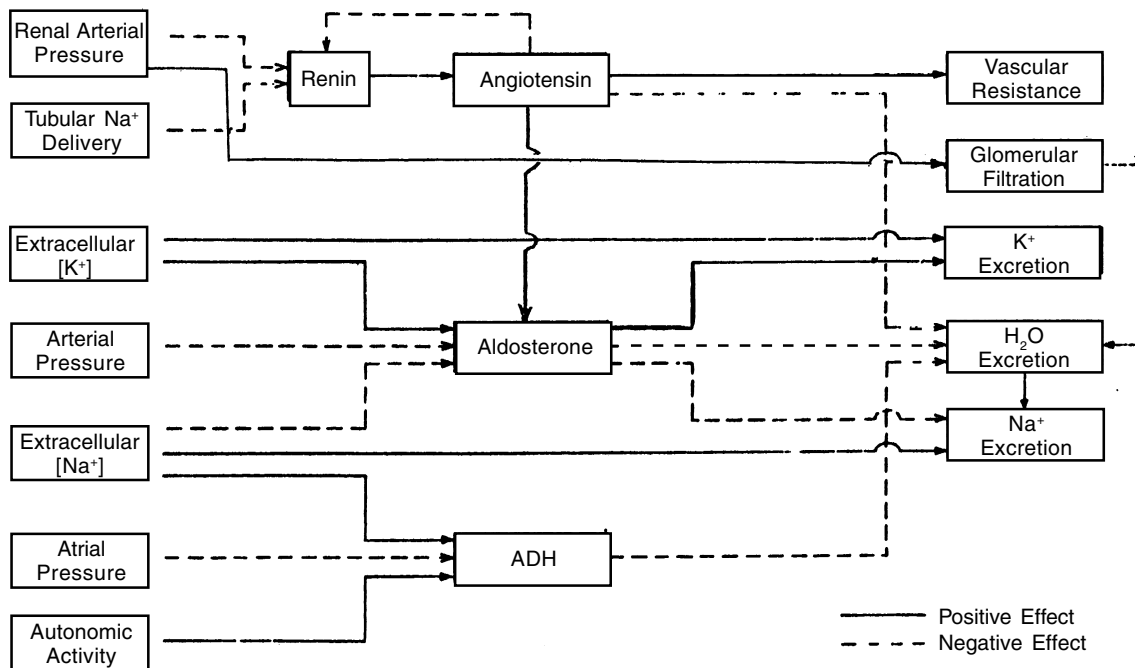 Renal Arterial
Pressure
Renin
Angiotensin
Vascular
Resistance
Tubular Na⁺
Delivery
Glomerular
Filtration
Extracellular
[K⁺]
K⁺
Excretion
Arterial
Pressure
Aldosterone
H₂O
Excretion
Extracellular
[Na⁺]
Na⁺
Excretion
Atrial
Pressure
ADH
Autonomic
Activity
Positive Effect
Negative Effect